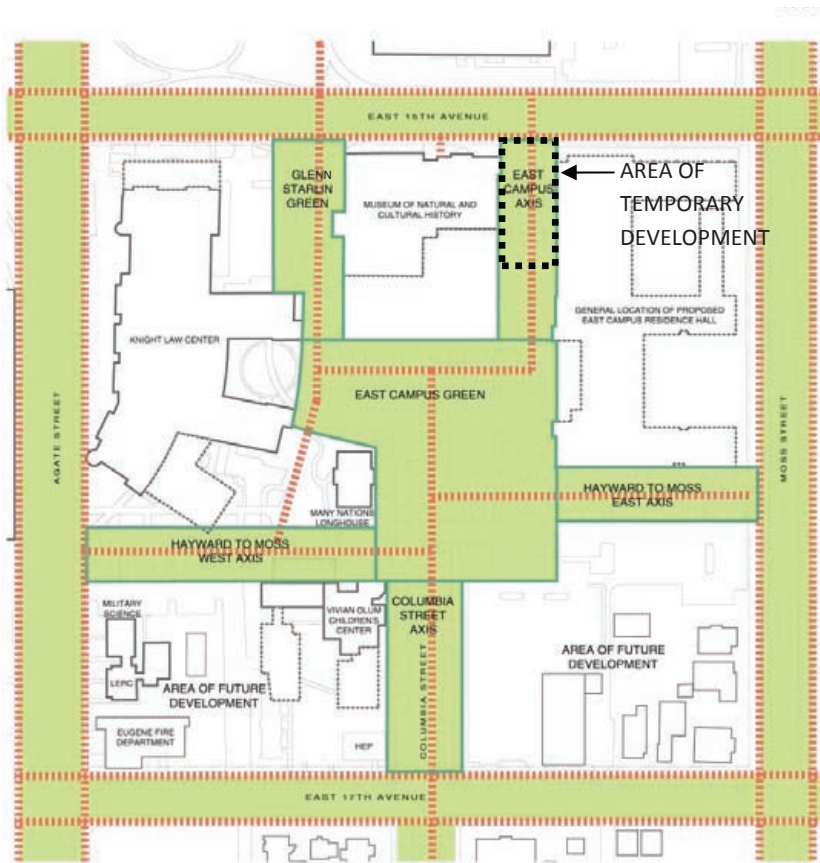 EAST 15TH AVENUE
GLENN
STARLIN
GREEN
MUSEUM OF NATURAL AND
CULTURAL HISTORY
EAST
CAMPUS
AXIS
AREA OF
TEMPORARY
DEVELOPMENT
KNIGHT LAW CENTER
GENERAL LOCATION OF PROPOSED
EAST CAMPUS RESIDENCE HALL
EAST CAMPUS GREEN
AGATE STREET
MOSS STREET
MANY NATIONS
LONGHOUSE
HAYWARD TO MOSS
EAST AXIS
HAYWARD TO MOSS
WEST AXIS
MILITARY
SCIENCE
VIVIAN OLUM
CHILDREN'S
CENTER
COLUMBIA
STREET
AXIS
COLUMBIA STREET
LERC
AREA OF FUTURE
DEVELOPMENT
AREA OF FUTURE
DEVELOPMENT
EUGENE FIRE
DEPARTMENT
HEP
EAST 17TH AVENUE